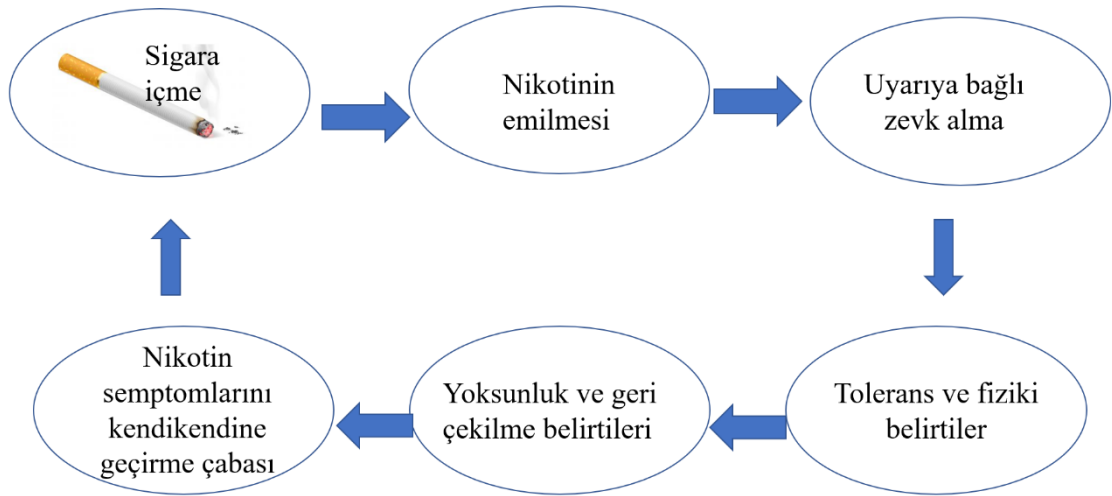 Sigara
içme
Nikotinin
emilmesi
Uyarıya bağlı
zevk alma
Tolerans ve fiziki
belirtiler
Yoksunluk ve geri
çekilme belirtileri
Nikotin
semptomlarını
kendikendine
geçirme çabası